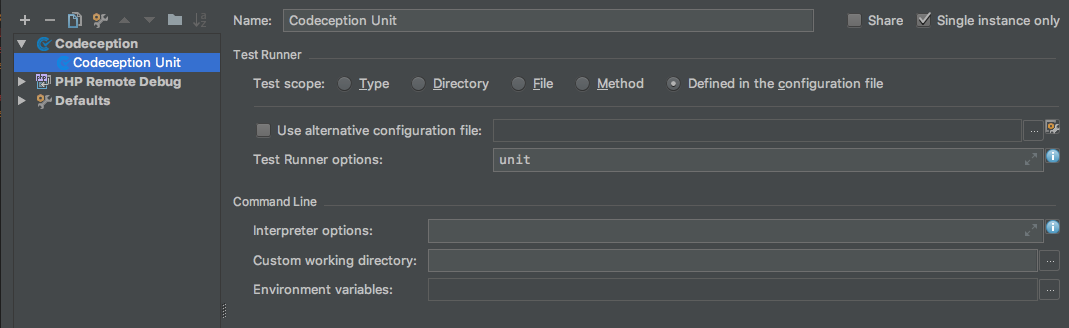 Name: Codeception Unit Share Single instance only
Codeception
Codeception Unit
PHP Remote Debug
Defaults
Test Runner
Test scope: Type Directory File Method Defined in the configuration file
Use alternative configuration file: ...
Test Runner options: unit
Command Line
Interpreter options:
Custom working directory: ...
Environment variables: ...